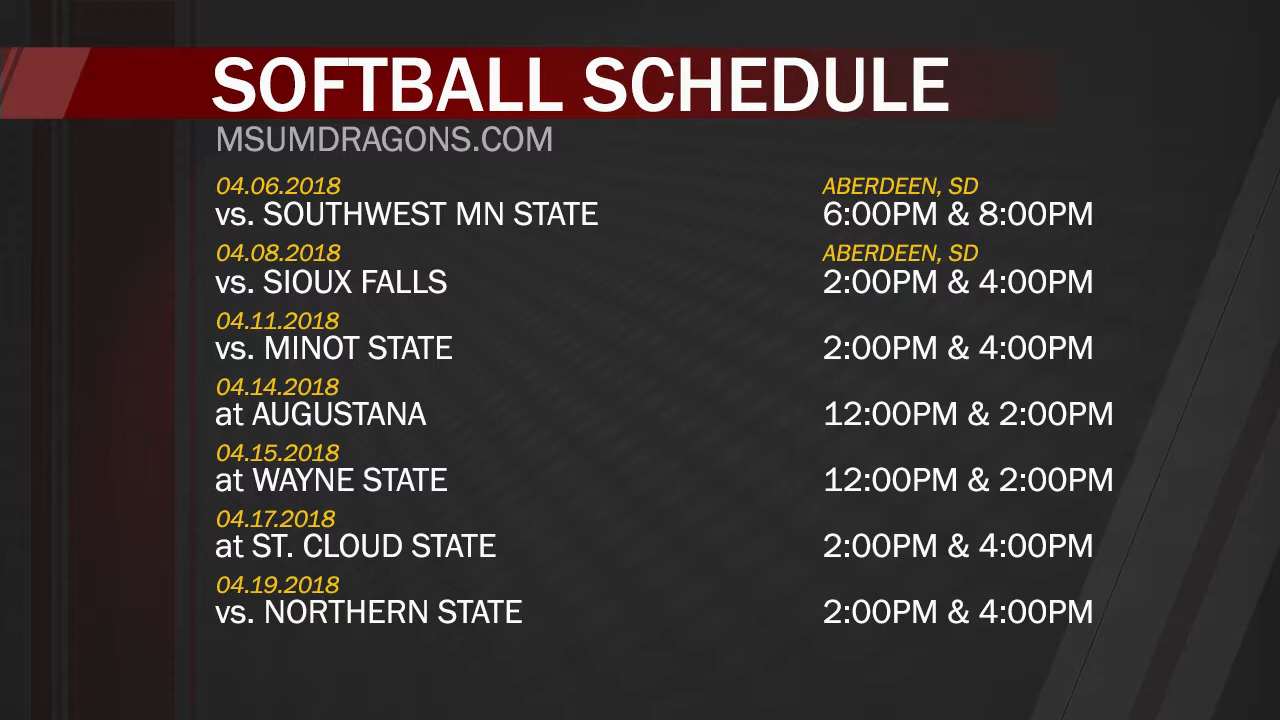 SOFTBALL SCHEDULE
MSUMDRAGONS.COM
04.06.2018 ABERDEEN, SD
vs. SOUTHWEST MN STATE 6:00PM & 8:00PM
04.08.2018 ABERDEEN, SD
vs. SIOUX FALLS 2:00PM & 4:00PM
04.11.2018
vs. MINOT STATE 2:00PM & 4:00PM
04.14.2018
at AUGUSTANA 12:00PM & 2:00PM
04.15.2018
at WAYNE STATE 12:00PM & 2:00PM
04.17.2018
at ST. CLOUD STATE 2:00PM & 4:00PM
04.19.2018
vs. NORTHERN STATE 2:00PM & 4:00PM